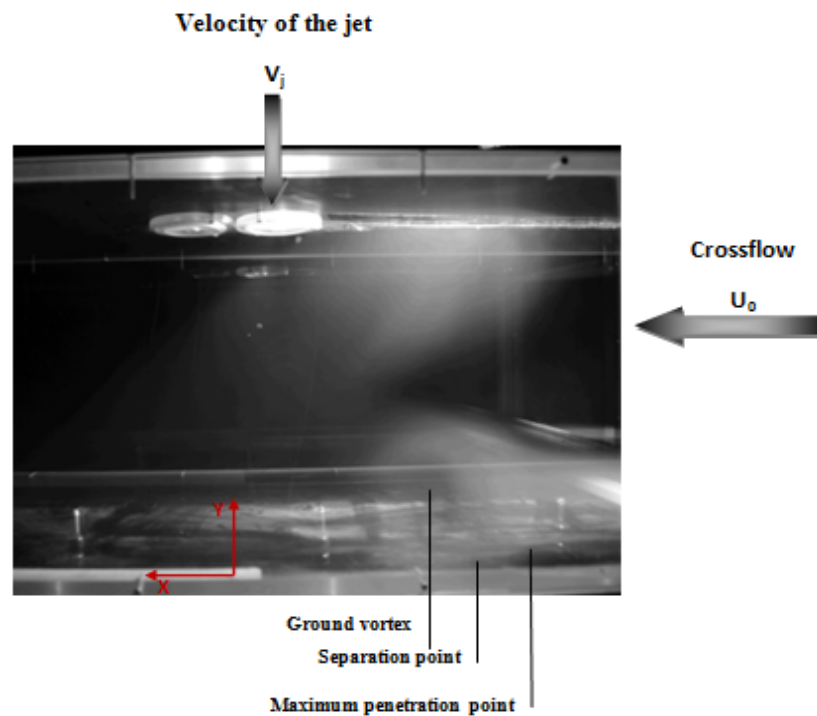 Velocity of the jet
Vj
Crossflow
U0
Y
X
Ground vortex
Separation point
Maximum penetration point